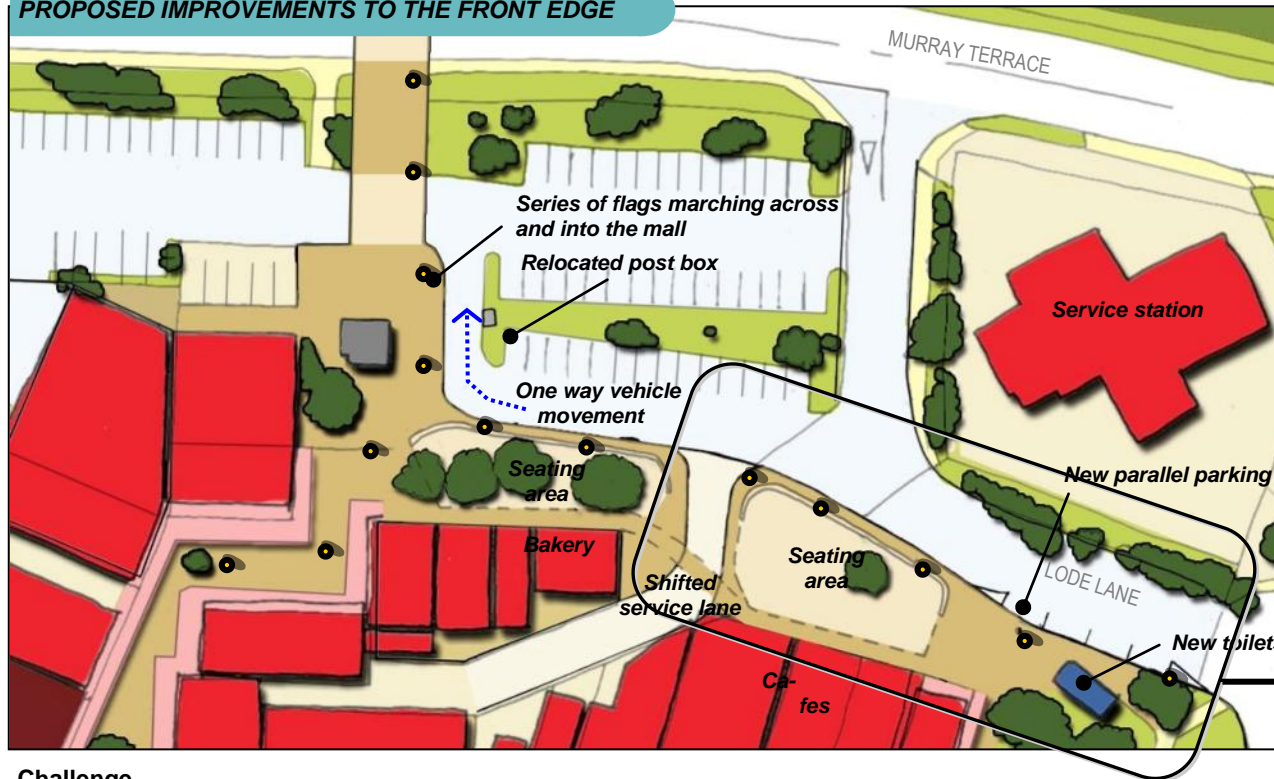 PROPOSED IMPROVEMENTS TO THE FRONT EDGE
MURRAY TERRACE
Series of flags marching across
and into the mall
Relocated post box
Service station
One way vehicle
movement
Seating
area
New parallel parking
Bakery
Seating
area
LODE LANE
Shifted
service lane
New toilets
Ca-
fes
Challenge